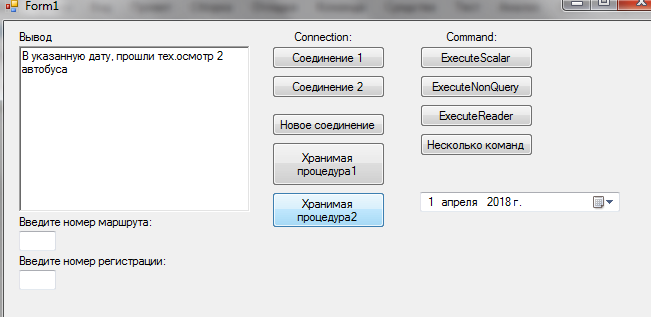 Form1
Вывод
Connection:
Command:
В указанную дату, прошли тех.осмотр 2
автобуса
Соединение 1
ExecuteScalar
Соединение 2
ExecuteNonQuery
Новое соединение
ExecuteReader
Несколько команд
Хранимая
процедура1
Хранимая
процедура2
1 апреля 2018 г.
Введите номер маршрута:
Введите номер регистрации: